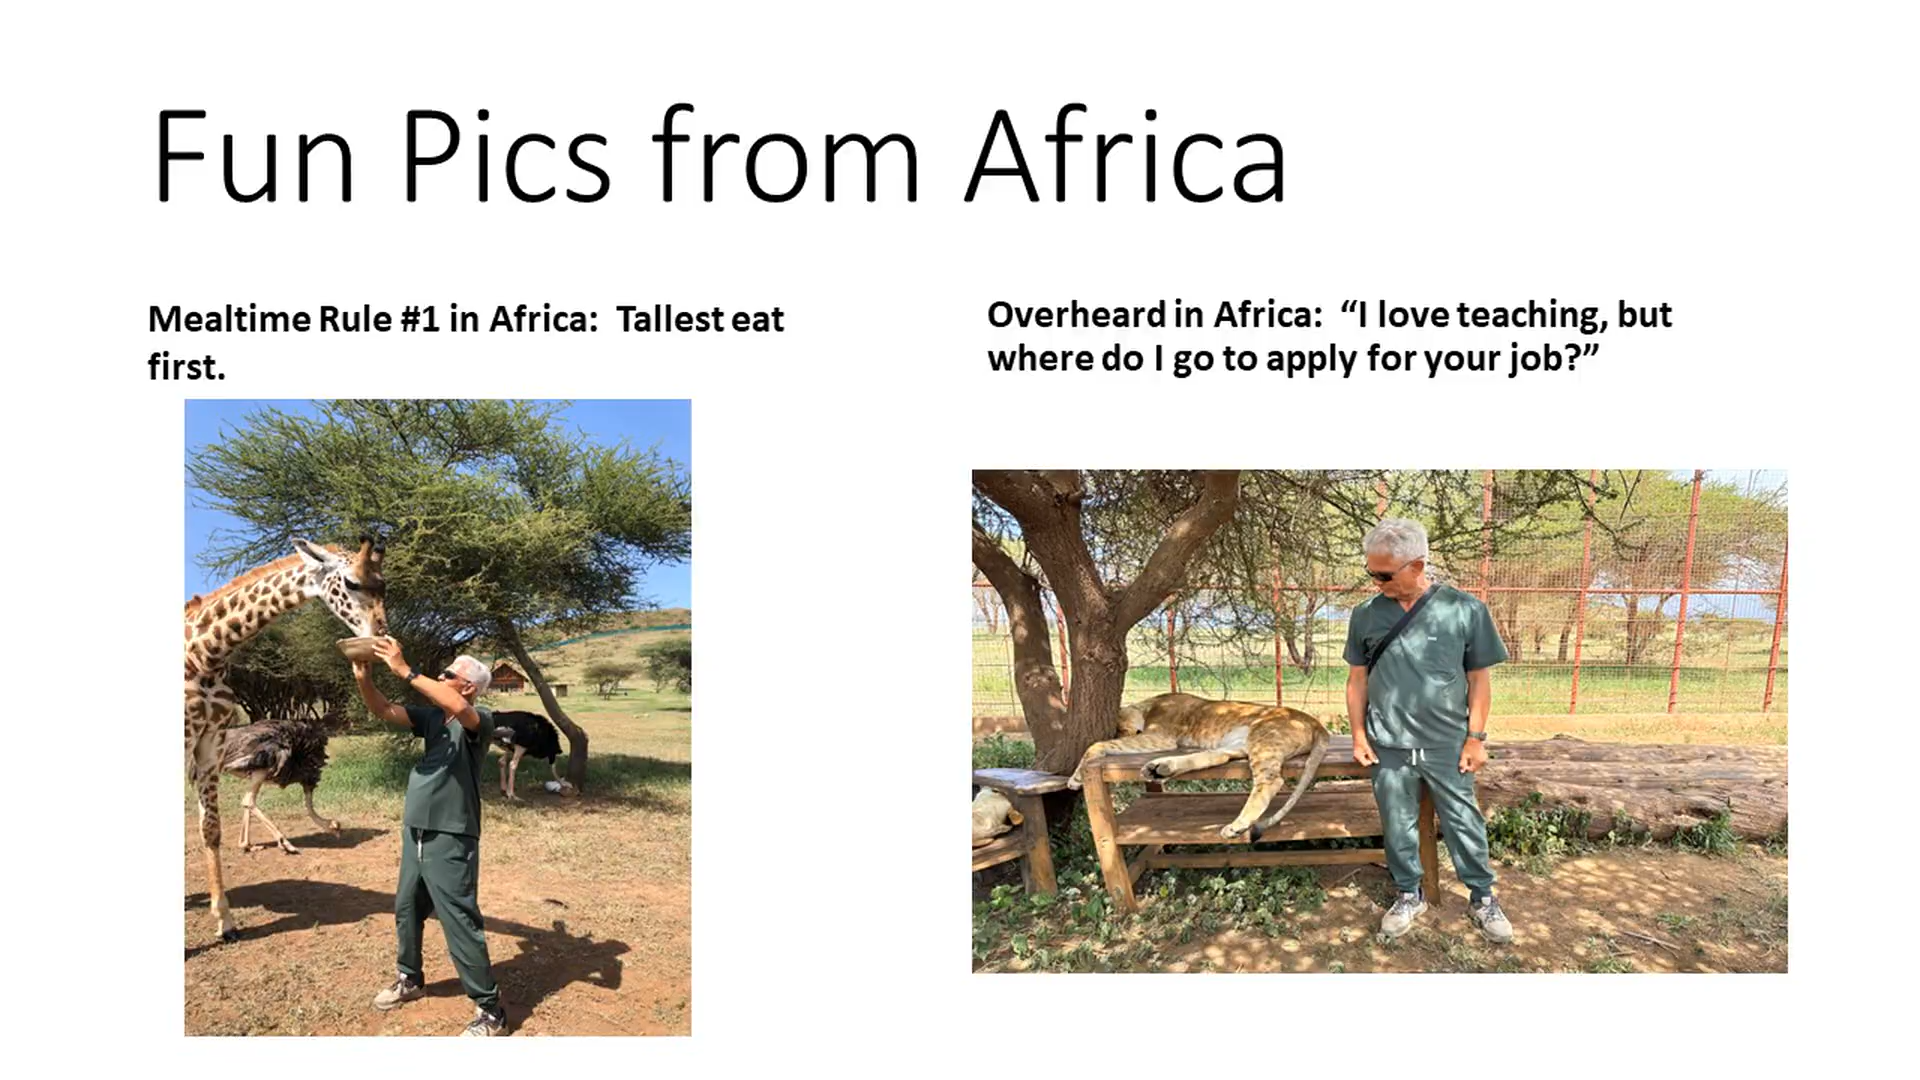 Fun Pics from Africa
Mealtime Rule #1 in Africa:  Tallest eat
first.
Overheard in Africa:  “I love teaching, but
where do I go to apply for your job?”